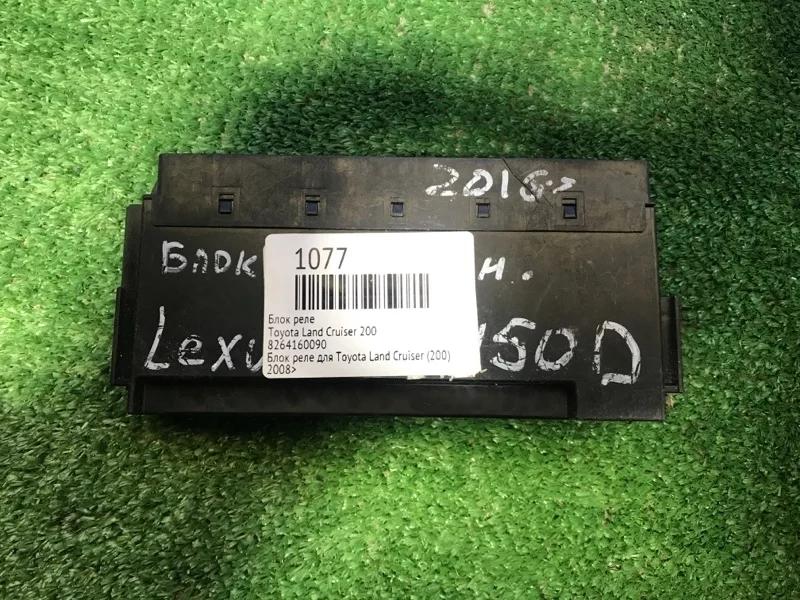 2016г
Блок
н.
1077
Блок реле
Toyota Land Cruiser 200
8264160090
Блок реле для Toyota Land Cruiser (200)
2008>
Lexu 450D